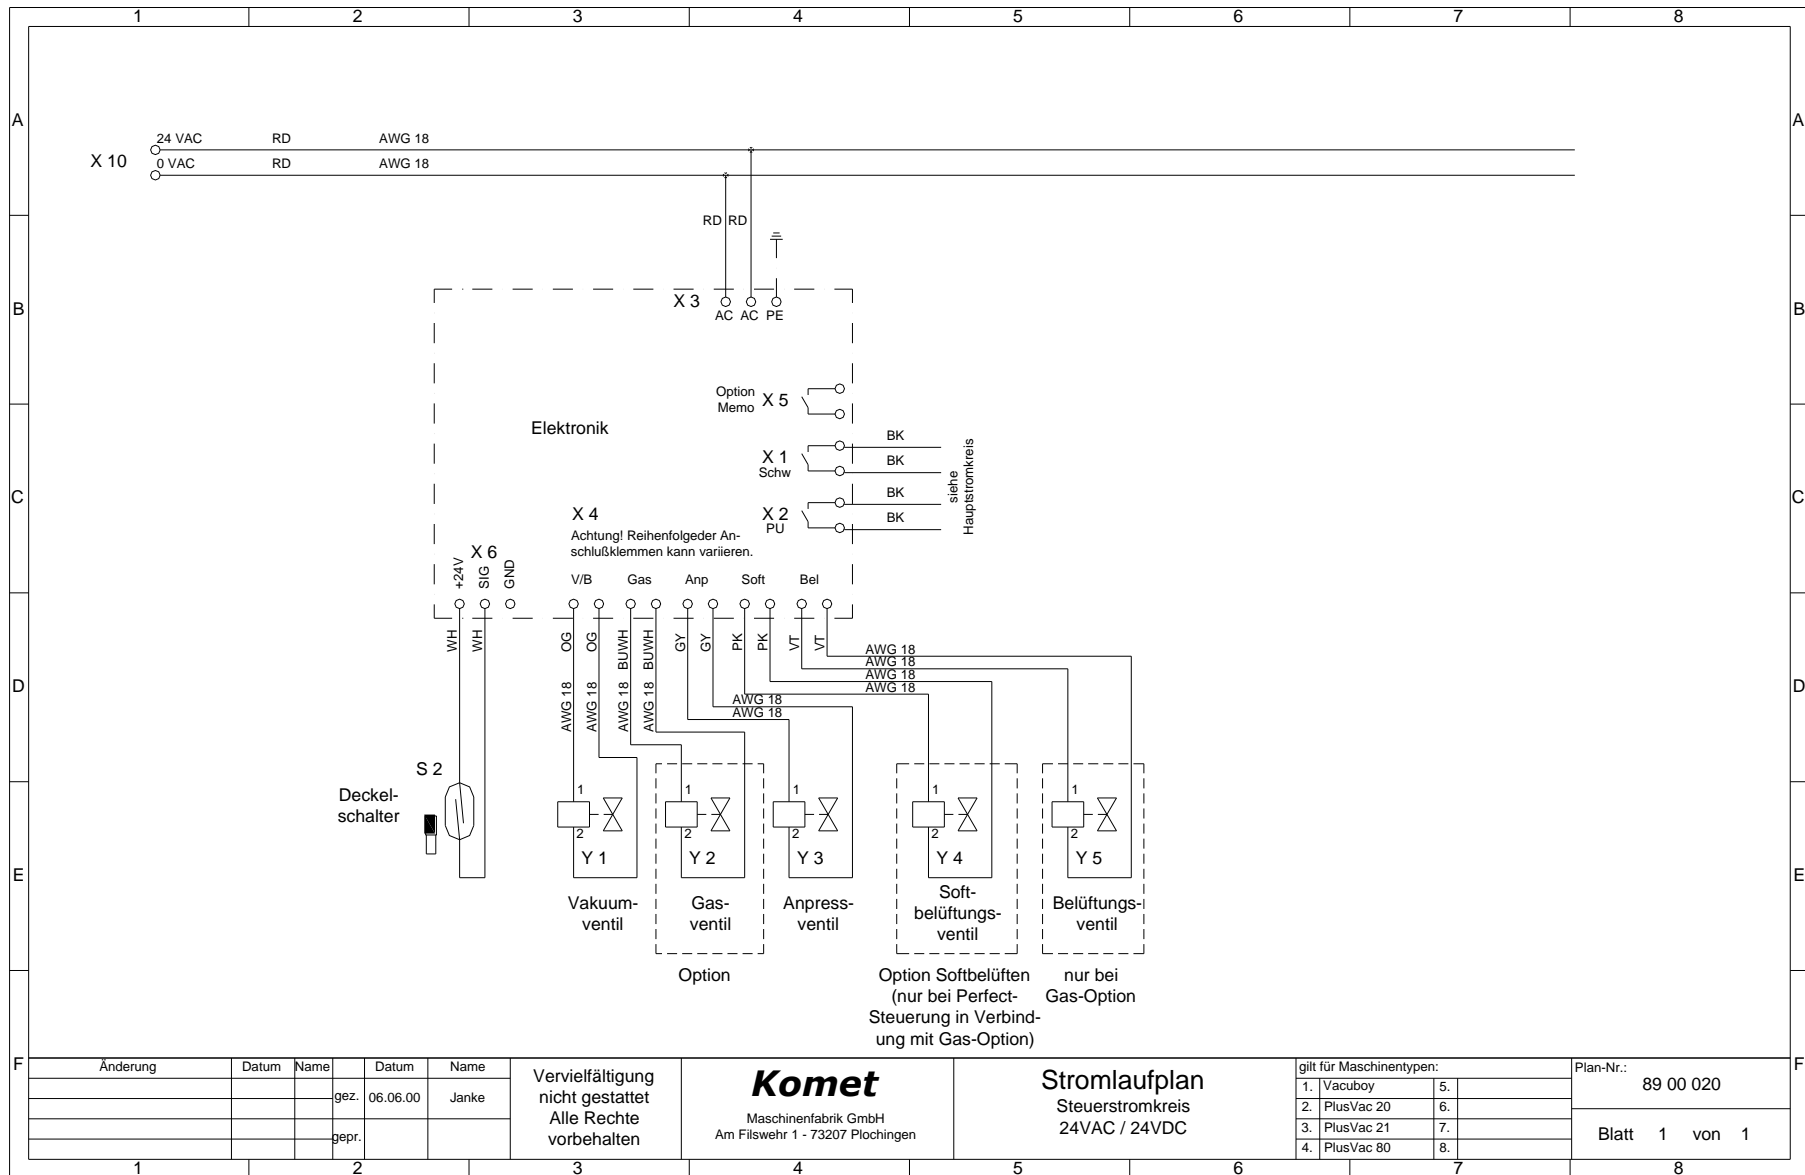 1 2 3 4 5 6 7 8
A A
24 VAC RD AWG 18
X 10
0 VAC RD AWG 18
RD RD
B B
X 3
AC AC PE
Option
Memo
X 5
Elektronik
BK
X 1
Schw
BK
BK
X 2
PU
BK
siehe
Hauptstromkreis
C C
X 4
Achtung! Reihenfolgeder An-
schlußklemmen kann variieren.
X 6
+24V
SIG
GND
V/B Gas Anp Soft Bel
WH
WH
OG
OG
BUWH
BUWH
GY
GY
PK
PK
VT
VT
AWG 18
AWG 18
AWG 18
AWG 18
D D
AWG 18
AWG 18
AWG 18
AWG 18
AWG 18
AWG 18
S 2
Deckel-
schalter
1 1 1 1 1
2 2 2 2 2
Y 1 Y 2 Y 3 Y 4 Y 5
E E
Vakuum-
ventil
Gas-
ventil
Anpress-
ventil
Soft-
belüftungs-
ventil
Belüftungs-
ventil
Option
Option Softbelüften
(nur bei Perfect-
Steuerung in Verbind-
ung mit Gas-Option)
nur bei
Gas-Option
F F
Änderung Datum Name Datum Name
gez. 06.06.00 Janke
gepr.
Vervielfältigung
nicht gestattet
Alle Rechte
vorbehalten
Komet
Maschinenfabrik GmbH
Am Filswehr 1 - 73207 Plochingen
Stromlaufplan
Steuerstromkreis
24VAC / 24VDC
gilt für Maschinentypen:
1. Vacuboy 5.
2. PlusVac 20 6.
3. PlusVac 21 7.
4. PlusVac 80 8.
Plan-Nr.:
89 00 020
Blatt 1 von 1
1 2 3 4 5 6 7 8